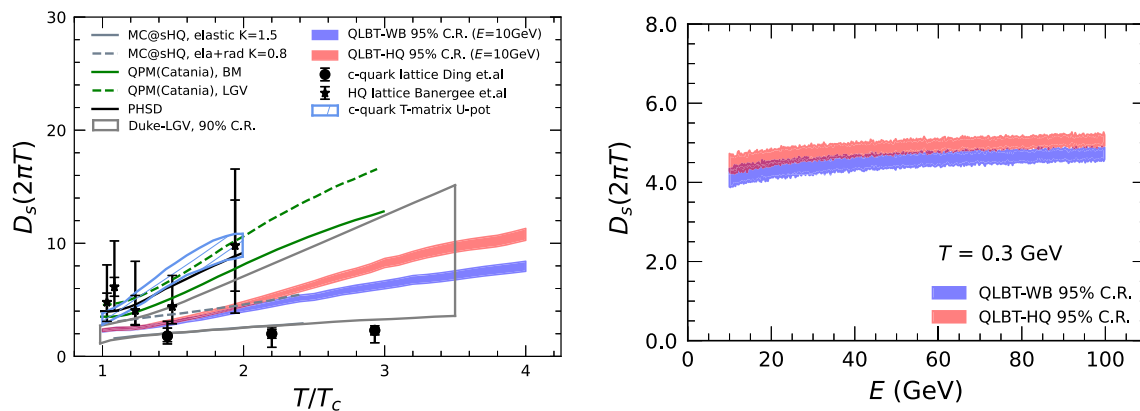 30
20
10
0
1
2
3
4
D_s(2πT)
T/T_c
MC@sHQ, elastic K=1.5
MC@sHQ, ela+rad K=0.8
QPM(Catania), BM
QPM(Catania), LGV
PHSD
Duke-LGV, 90% C.R.
QLBT-WB 95% C.R. (E=10GeV)
QLBT-HQ 95% C.R. (E=10GeV)
c-quark lattice Ding et.al
HQ lattice Banergee et.al
c-quark T-matrix U-pot
8.0
6.0
4.0
2.0
0.0
0
20
40
60
80
100
D_s(2πT)
E (GeV)
T = 0.3 GeV
QLBT-WB 95% C.R.
QLBT-HQ 95% C.R.